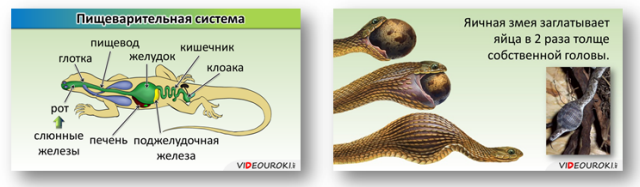 Пищеварительная система
пищевод
глотка
желудок
кишечник
клоака
рот
слюнные
железы
печень
поджелудочная
железа
VIDEOUROKI
Яичная змея заглатывает
яйца в 2 раза толще
собственной головы.
VIDEOUROKI